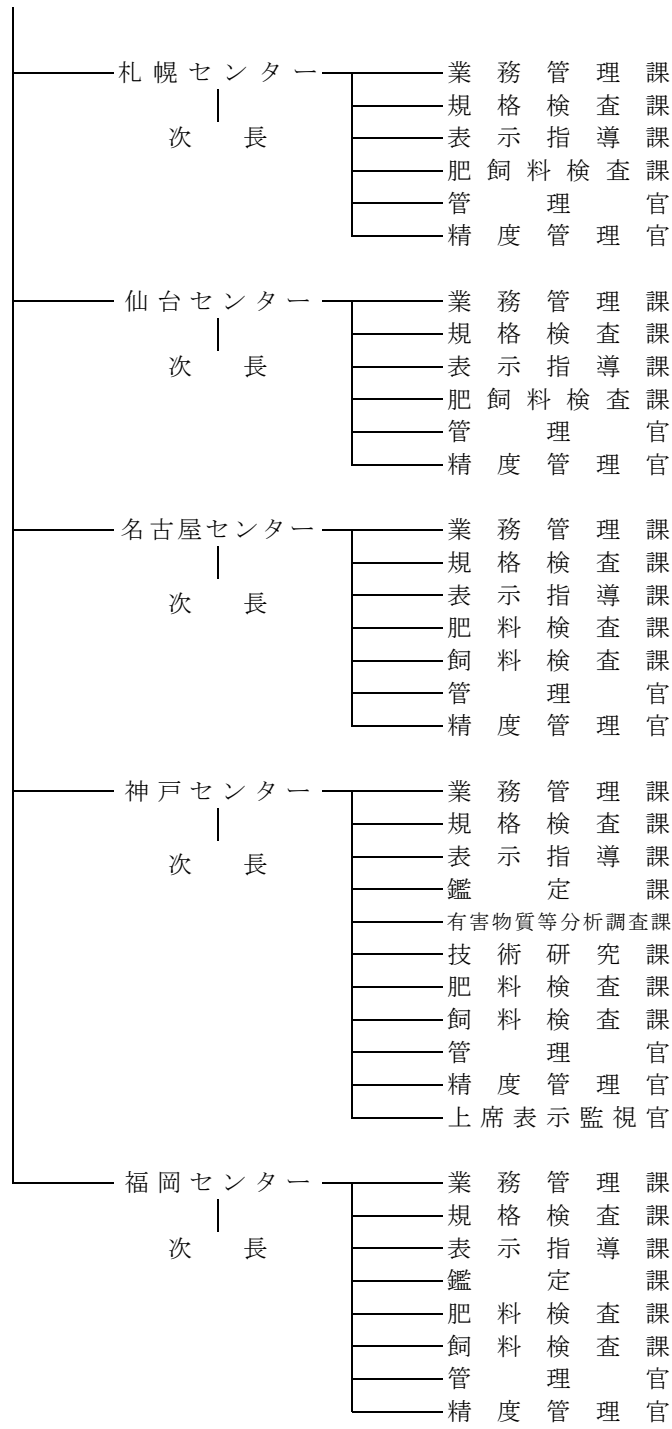 札幌センター 業務管理課
規格検査課
次長 表示指導課
肥飼料検査課
管理官
精度管理官
仙台センター 業務管理課
規格検査課
次長 表示指導課
肥飼料検査課
管理官
精度管理官
名古屋センター 業務管理課
規格検査課
次長 表示指導課
肥料検査課
飼料検査課
管理官
精度管理官
神戸センター 業務管理課
規格検査課
次長 表示指導課
鑑定課
有害物質等分析調査課
技術研究課
肥料検査課
飼料検査課
管理官
精度管理官
上席表示監視官
福岡センター 業務管理課
規格検査課
次長 表示指導課
鑑定課
肥料検査課
飼料検査課
管理官
精度管理官